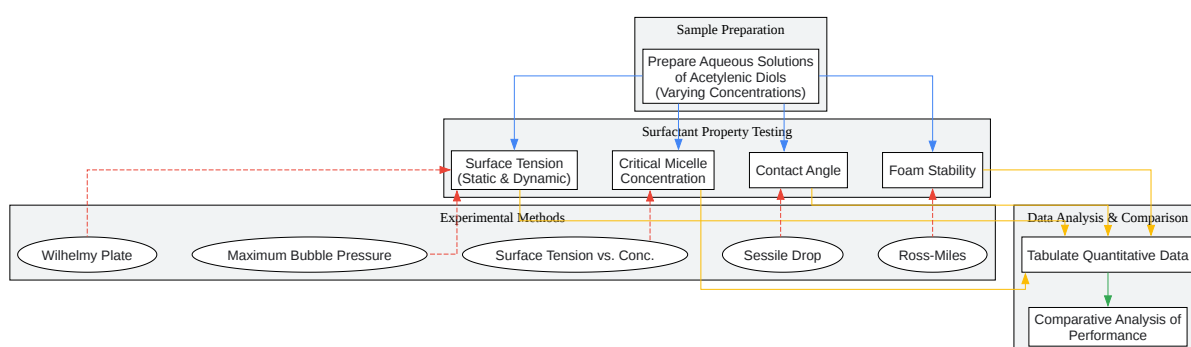 Sample Preparation
Prepare Aqueous Solutions
of Acetylenic Diols
(Varying Concentrations)
Surfactant Property Testing
Surface Tension
(Static & Dynamic)
Critical Micelle
Concentration
Contact Angle
Foam Stability
Experimental Methods
Wilhelmy Plate
Maximum Bubble Pressure
Surface Tension vs. Conc.
Sessile Drop
Ross-Miles
Data Analysis & Comparison
Tabulate Quantitative Data
Comparative Analysis of
Performance